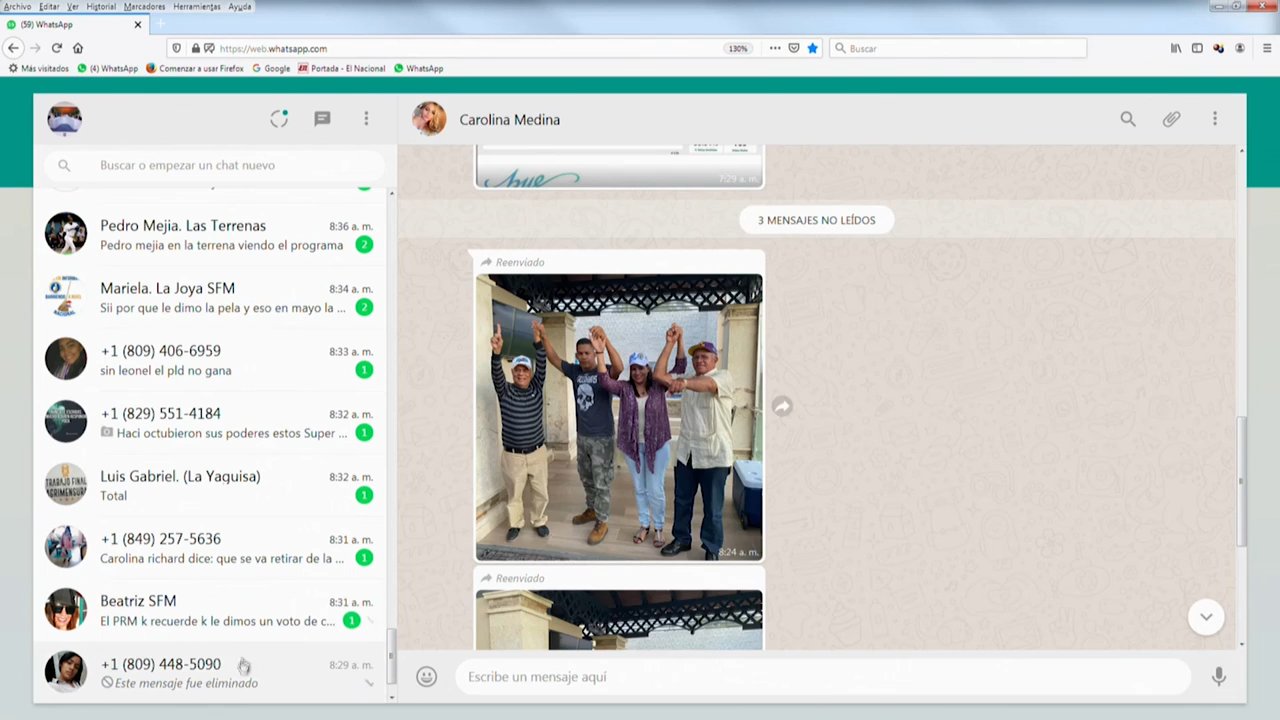 Archivo Editar Ver Historial Marcadores Herramientas Ayuda
(59) WhatsApp
https://web.whatsapp.com
130%
Buscar
Más visitados
(4) WhatsApp
Comenzar a usar Firefox
Google
Portada - El Nacional
WhatsApp
Buscar o empezar un chat nuevo
Pedro Mejia. Las Terrenas 8:36 a. m.
Pedro mejia en la terrena viendo el programa 2
Mariela. La Joya SFM 8:34 a. m.
Sii por que le dimo la pela y eso en mayo la ... 2
+1 (809) 406-6959 8:33 a. m.
sin leonel el pld no gana 1
+1 (829) 551-4184 8:32 a. m.
Haci octubieron sus poderes estos Super ... 1
Luis Gabriel. (La Yaguisa) 8:32 a. m.
Total 1
+1 (849) 257-5636 8:31 a. m.
Carolina richard dice: que se va retirar de la ... 1
Beatriz SFM 8:31 a. m.
El PRM k recuerde k le dimos un voto de c... 1
+1 (809) 448-5090 8:29 a. m.
Este mensaje fue eliminado
Carolina Medina
7:29 a. m.
3 MENSAJES NO LEÍDOS
Reenviado
8:24 a. m.
Reenviado
Escribe un mensaje aquí